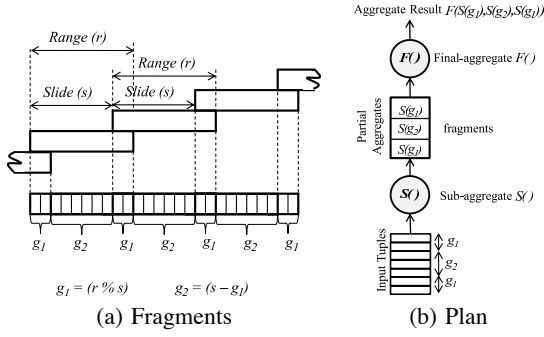 Range (r)
Range (r)
Slide (s)
Slide (s)
g1 g2 g1 g2 g1 g2 g1
g1 = (r % s) g2 = (s – g1)
(a) Fragments
Aggregate Result F(S(g1),S(g2),S(g1))
F()
Final-aggregate F()
Partial
Aggregates
S(g1)
S(g2)
S(g1)
fragments
S()
Sub-aggregate S()
Input Tuples
g1
g2
g1
(b) Plan